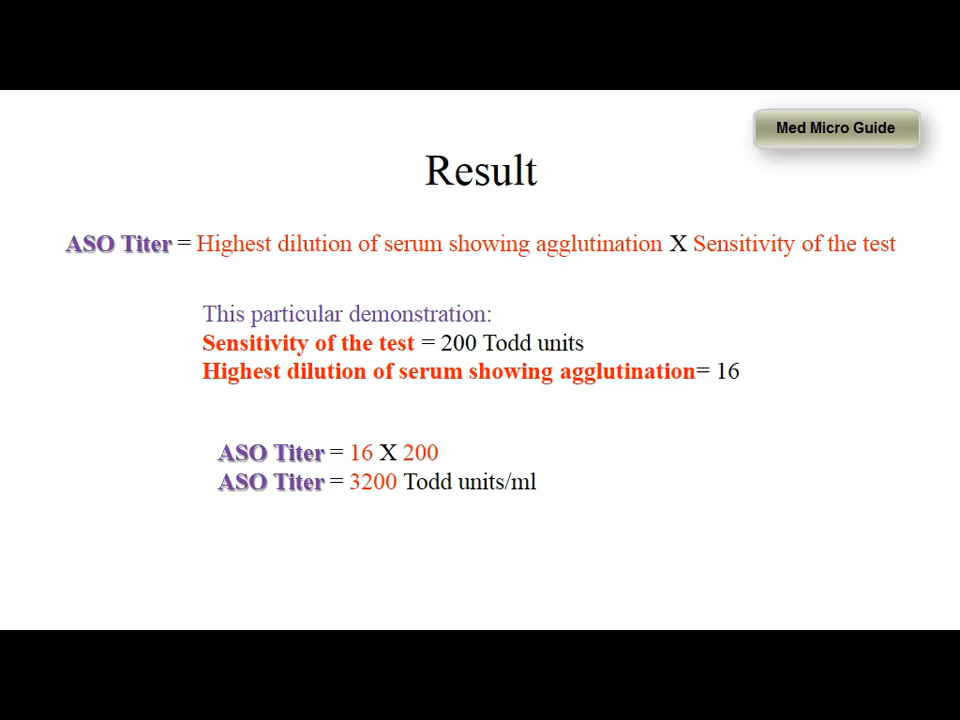 Med Micro Guide
Result
ASO Titer = Highest dilution of serum showing agglutination X Sensitivity of the test
This particular demonstration:
Sensitivity of the test = 200 Todd units
Highest dilution of serum showing agglutination= 16
ASO Titer = 16 X 200
ASO Titer = 3200 Todd units/ml